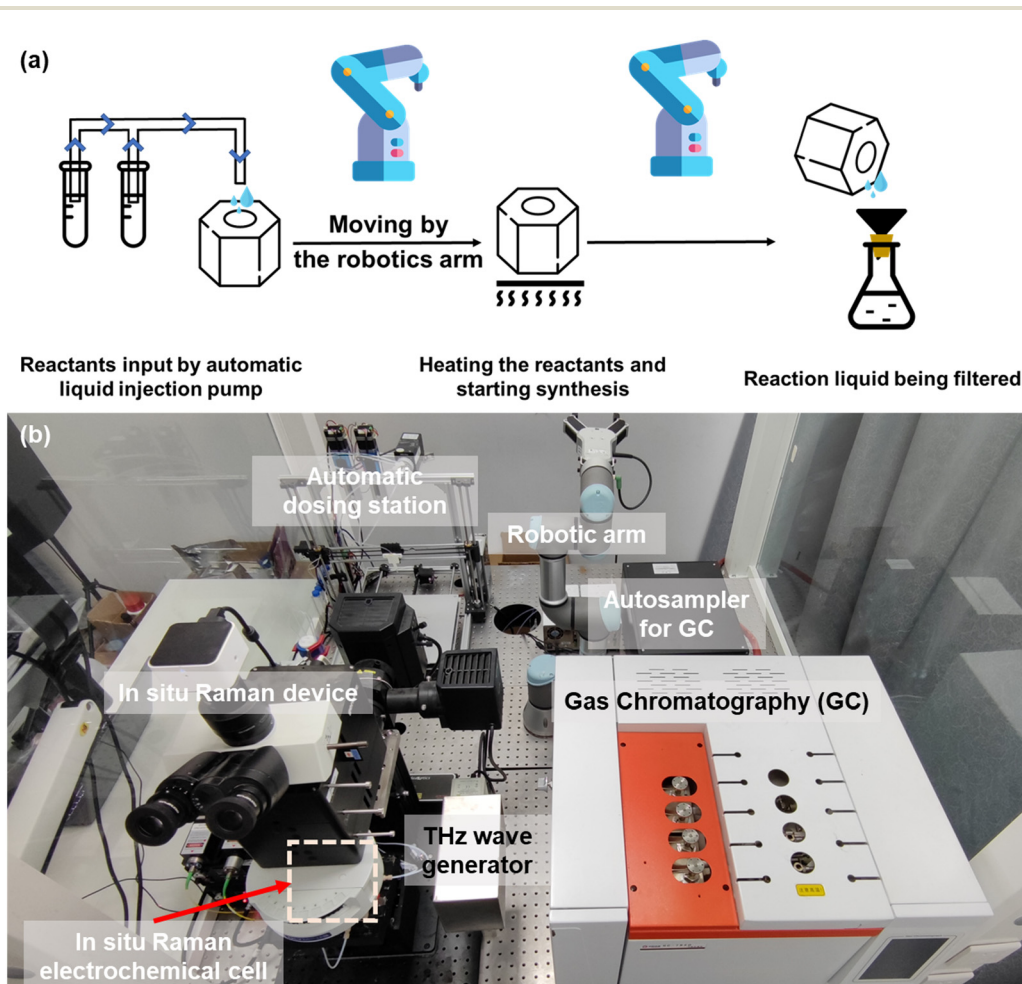 (a)
Moving by
the robotics arm
Reactants input by automatic
liquid injection pump
Heating the reactants and
starting synthesis
Reaction liquid being filtered
(b)
Automatic
dosing station
Robotic arm
Autosampler
for GC
In situ Raman device
Gas Chromatography (GC)
THz wave
generator
In situ Raman
electrochemical cell